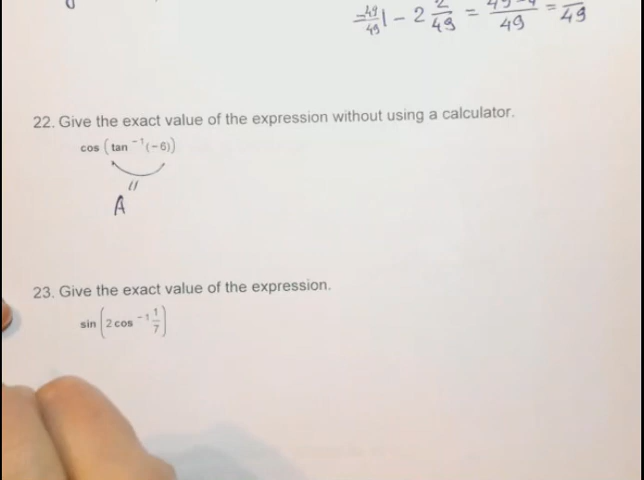 -49/49 1 - 2 2/49 = 49-4/49 = /49
22. Give the exact value of the expression without using a calculator.
cos (tan ⁻¹(-6))
"
A
23. Give the exact value of the expression.
sin (2 cos ⁻¹ 1/7)